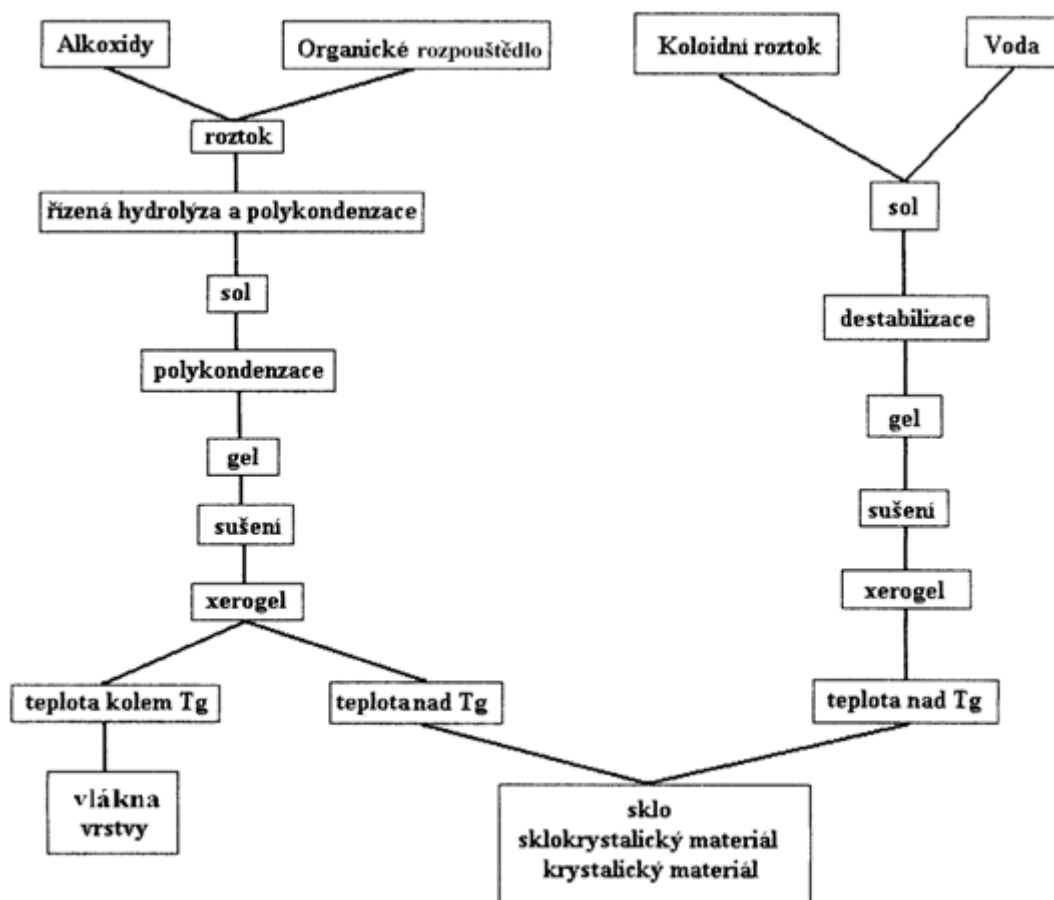 Alkoxidy
Organické rozpouštědlo
Koloidní roztok
Voda
roztok
řízená hydrolýza a polykondenzace
sol
sol
destabilizace
polykondenzace
gel
gel
sušení
sušení
xerogel
xerogel
teplota kolem Tg
teplota nad Tg
teplota nad Tg
vlákna
vrstvy
sklo
sklokrystalický materiál
krystalický materiál